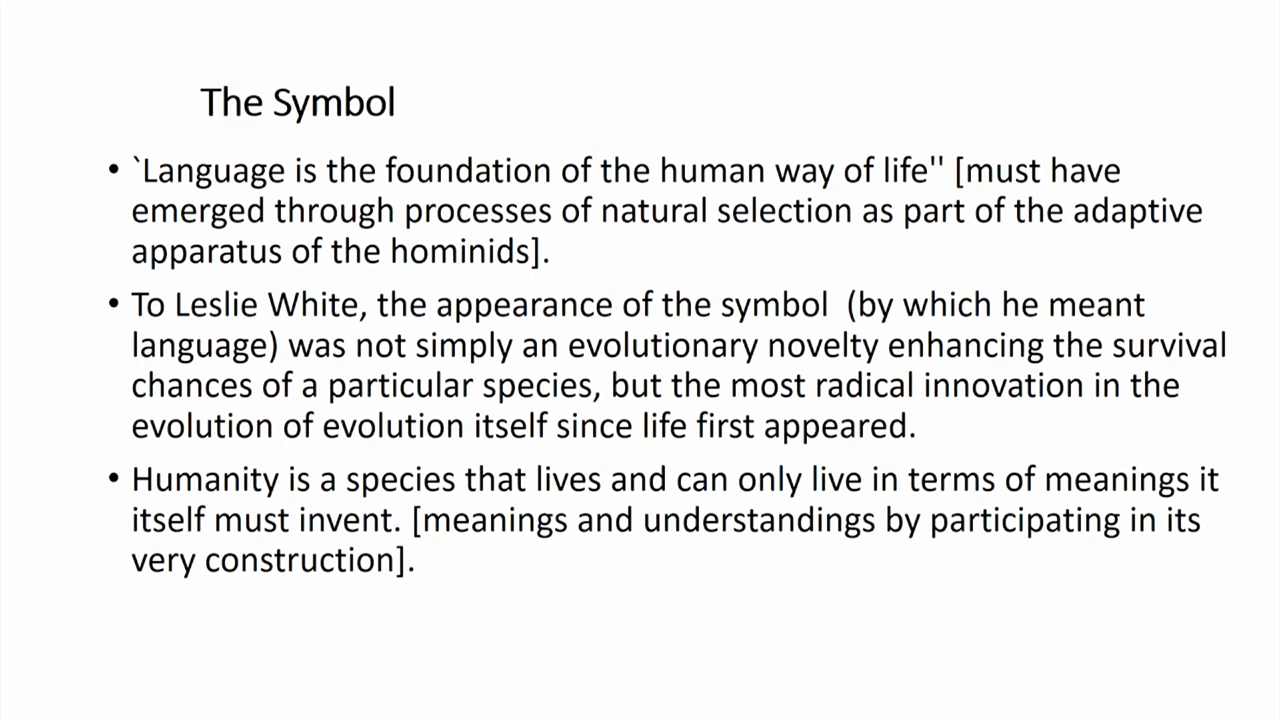 The Symbol
• `Language is the foundation of the human way of life'' [must have
emerged through processes of natural selection as part of the adaptive
apparatus of the hominids].
• To Leslie White, the appearance of the symbol  (by which he meant
language) was not simply an evolutionary novelty enhancing the survival
chances of a particular species, but the most radical innovation in the
evolution of evolution itself since life first appeared.
• Humanity is a species that lives and can only live in terms of meanings it
itself must invent. [meanings and understandings by participating in its
very construction].